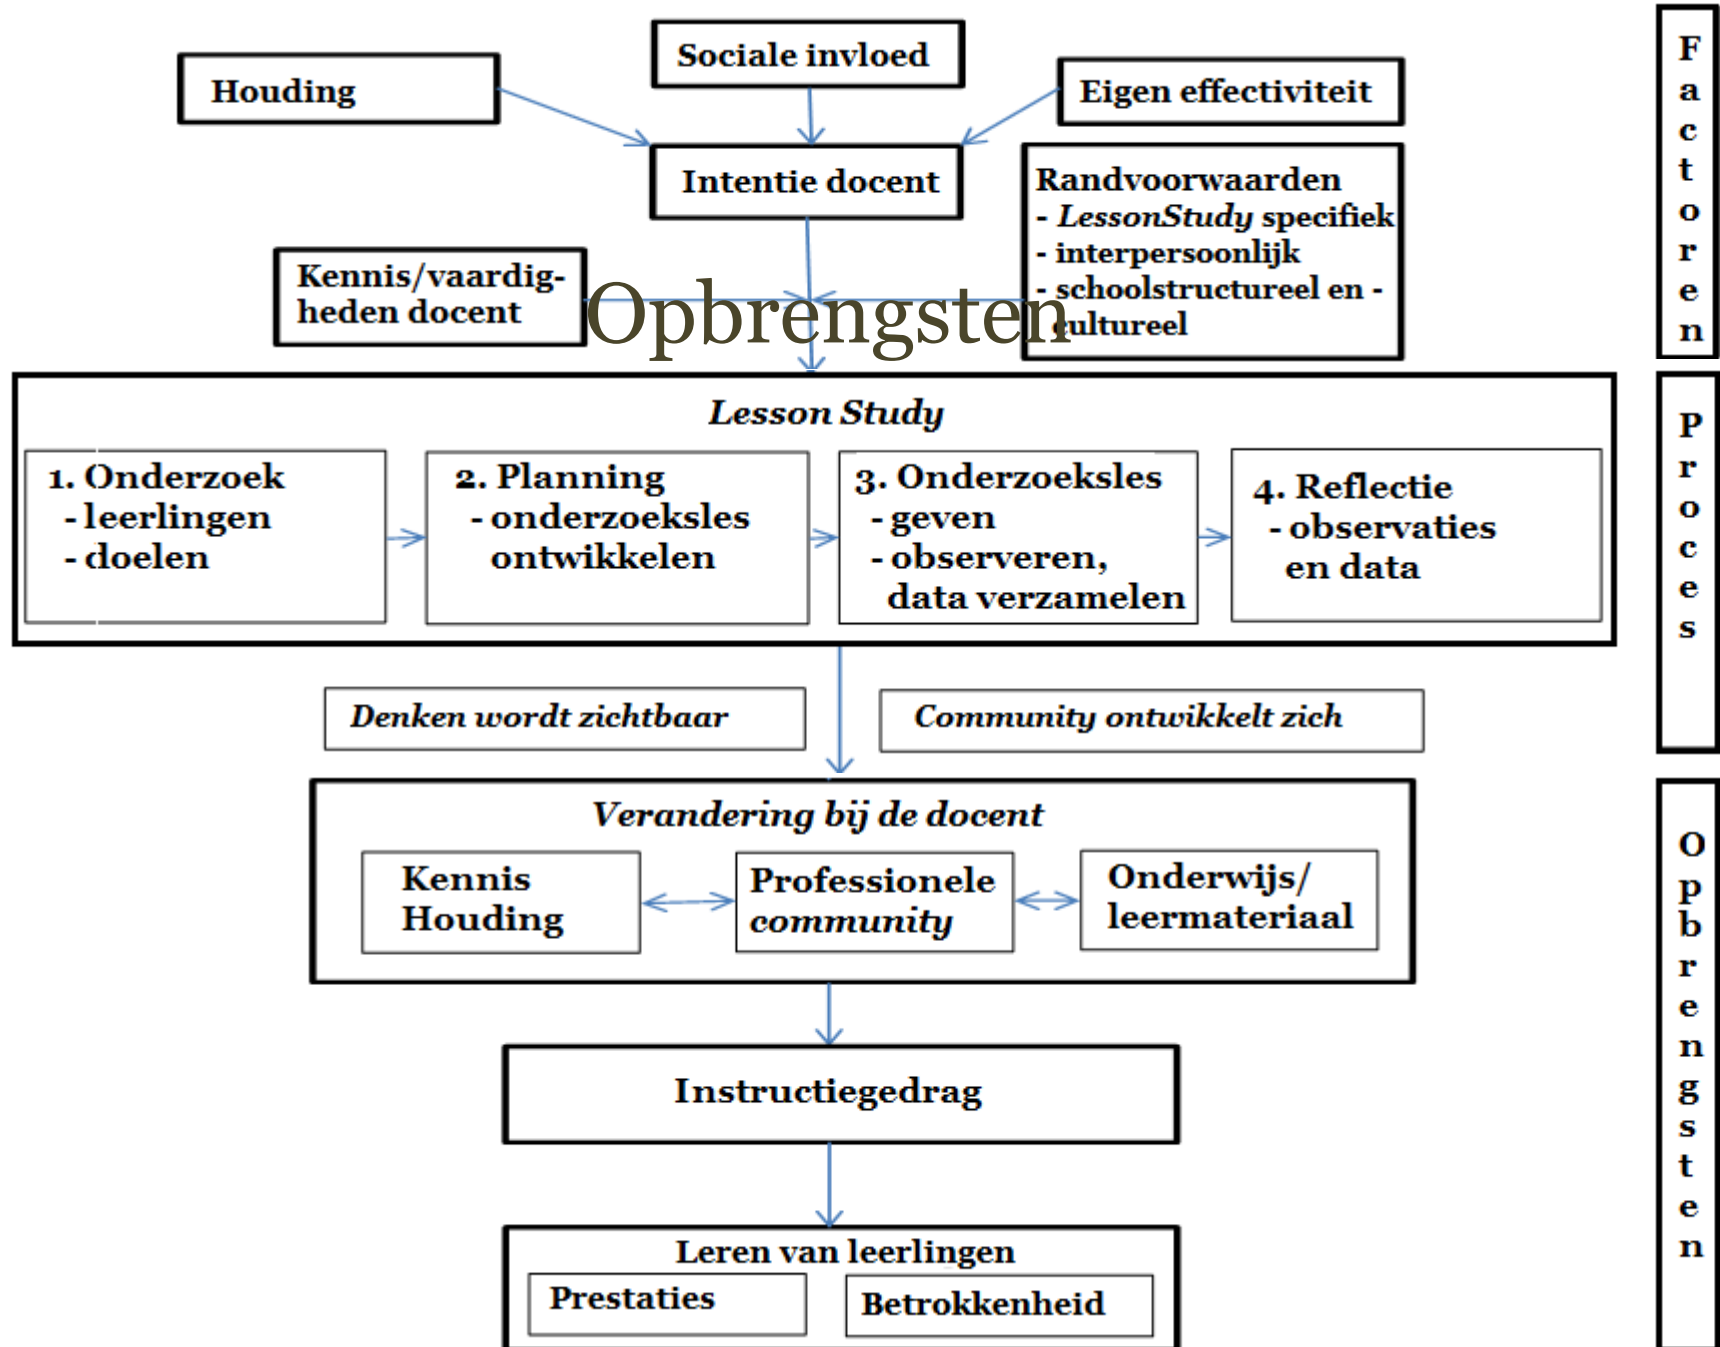 Sociale invloed
Houding
Eigen effectiviteit
Intentie docent
Randvoorwaarden
- LessonStudy specifiek
- interpersoonlijk
- schoolstructureel en -
cultureel
Kennis/vaardig-
heden docent
Opbrengsten
Factoren
Lesson Study
1. Onderzoek
- leerlingen
- doelen
2. Planning
- onderzoeksles
ontwikkelen
3. Onderzoeksles
- geven
- observeren,
data verzamelen
4. Reflectie
- observaties
en data
Proces
Denken wordt zichtbaar
Community ontwikkelt zich
Verandering bij de docent
Kennis
Houding
Professionele
community
Onderwijs/
leermateriaal
Instructiegedrag
Leren van leerlingen
Prestaties
Betrokkenheid
Opbrengsten